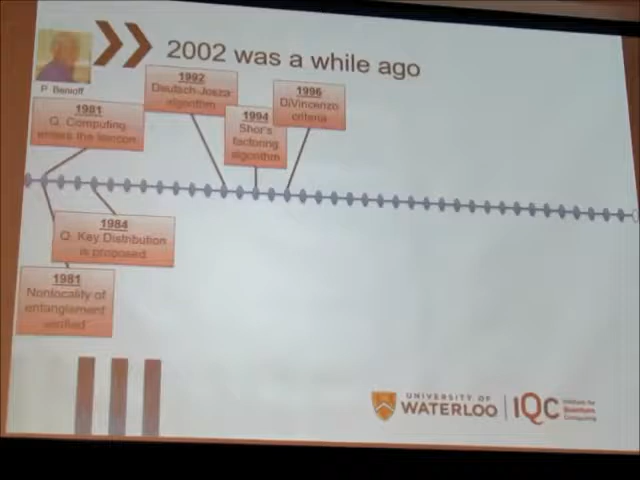 2002 was a while ago
P. Benioff
1981
Q. Computing
enters the lexicon
1992
Deutsch-Josza
algorithm
1994
Shor's
factoring
algorithm
1996
DiVincenzo
criteria
1984
Q. Key Distribution
is proposed
1981
Nonlocality of
entanglement
verified
UNIVERSITY OF
WATERLOO
IQC
Institute for
Quantum
Computing